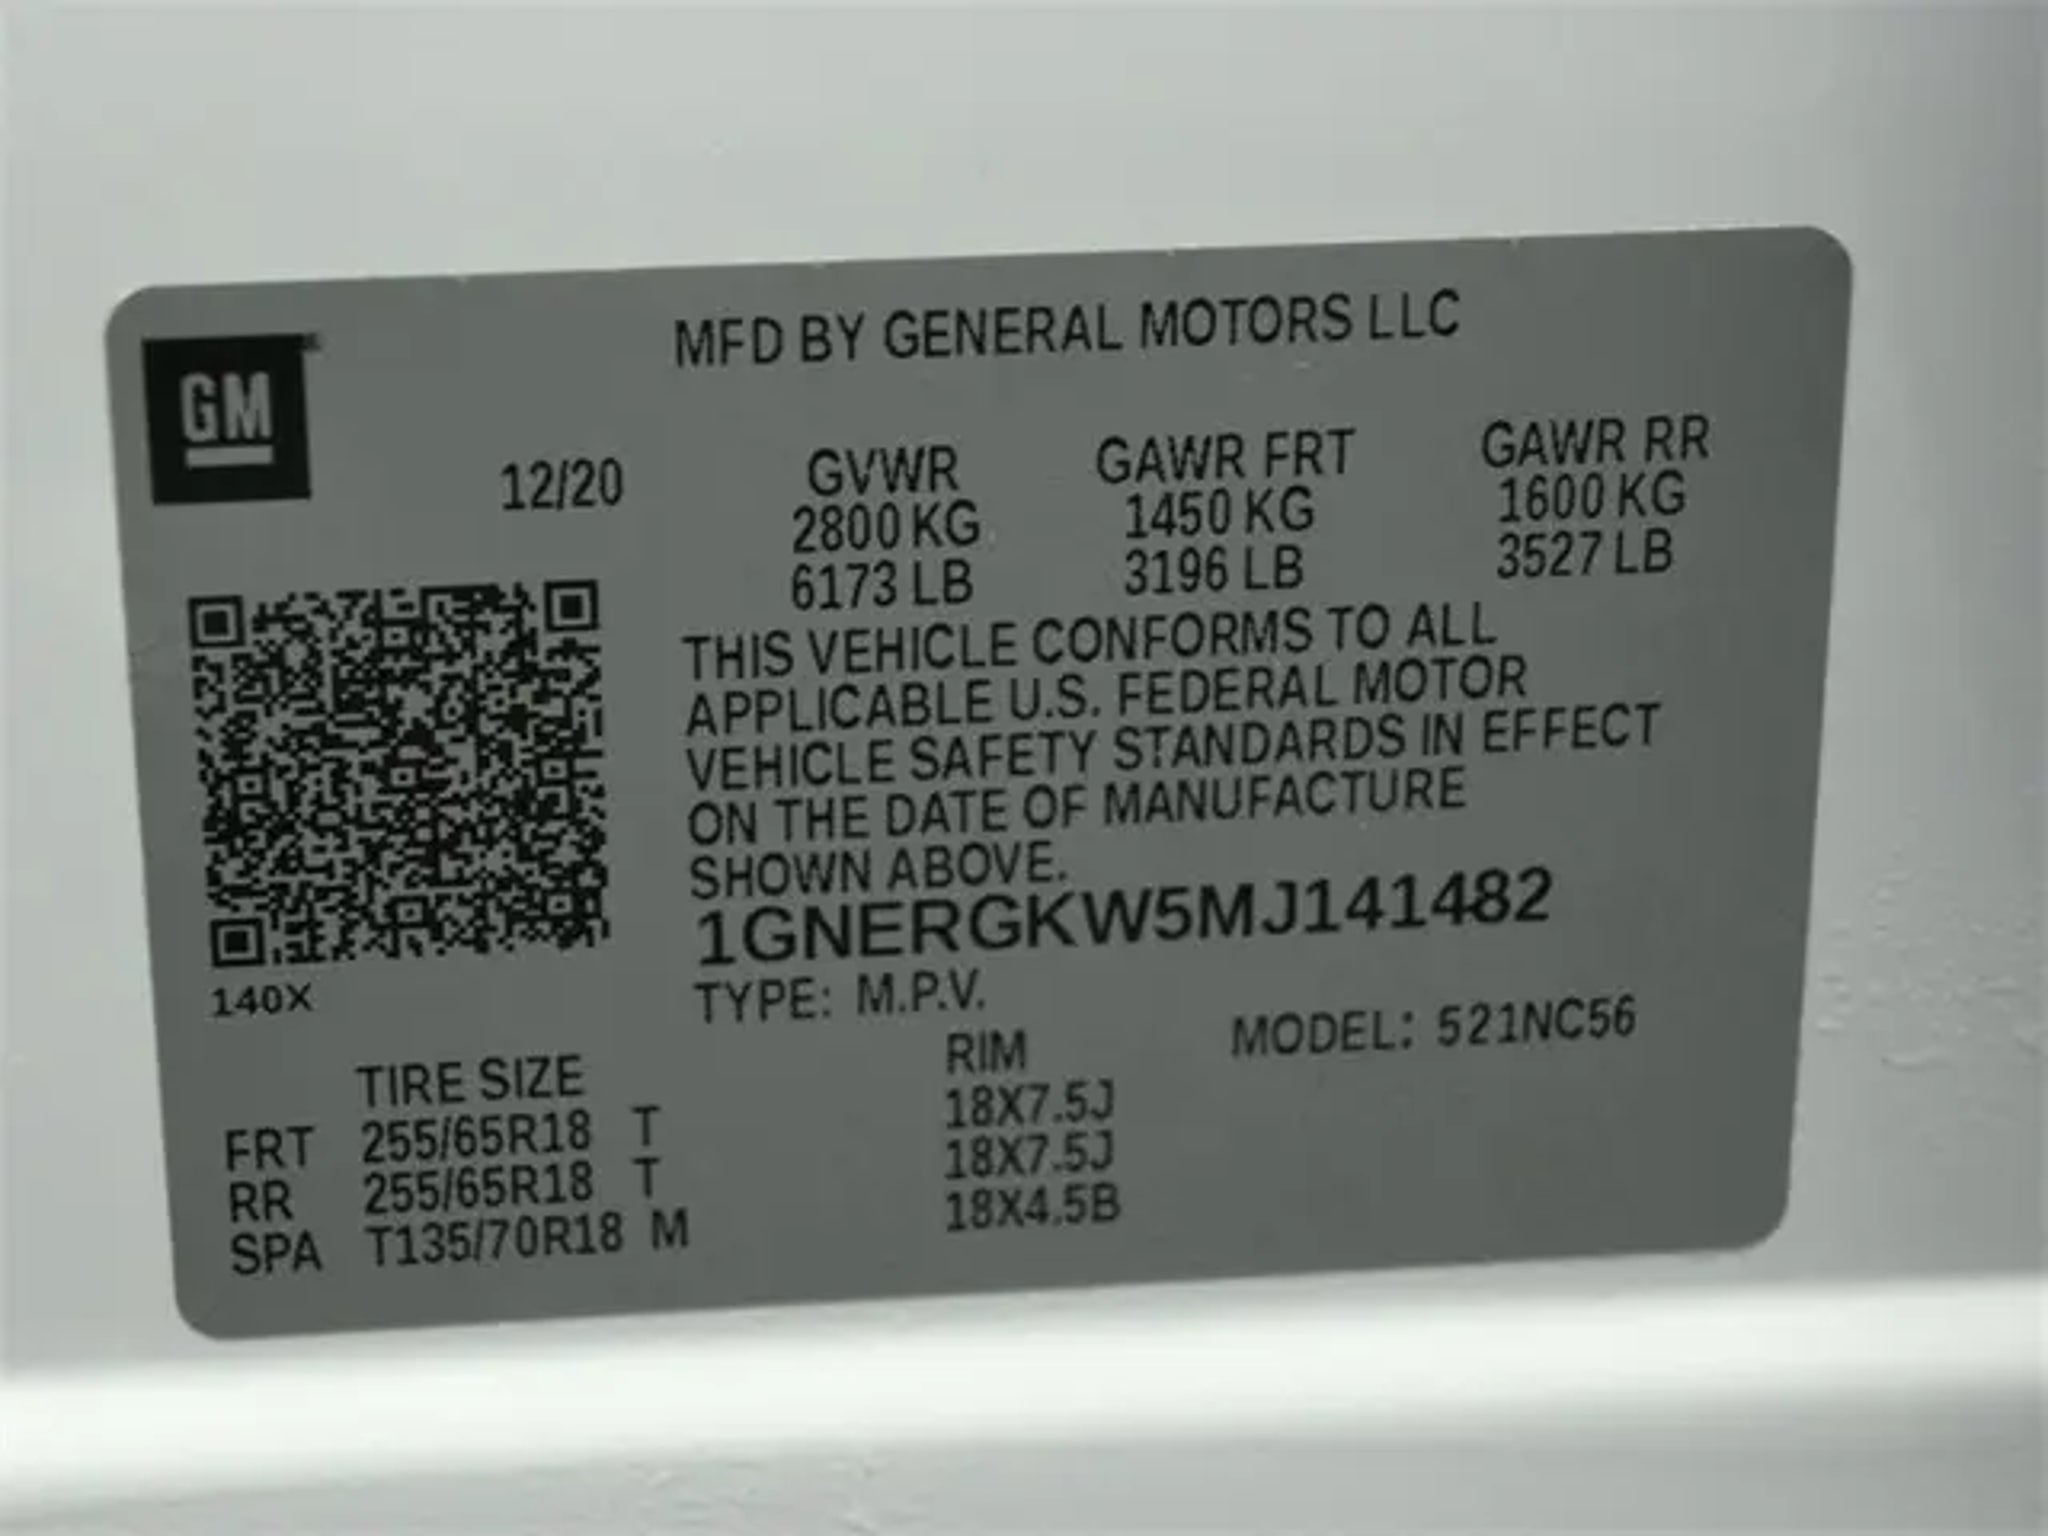 MFD BY GENERAL MOTORS LLC
GM
12/20 GVWR GAWR FRT GAWR RR
2800 KG 1450 KG 1600 KG
6173 LB 3196 LB 3527 LB
THIS VEHICLE CONFORMS TO ALL
APPLICABLE U.S. FEDERAL MOTOR
VEHICLE SAFETY STANDARDS IN EFFECT
ON THE DATE OF MANUFACTURE
SHOWN ABOVE.
1GNERGKW5MJ141482
140X
TYPE: M.P.V.
MODEL: 521NC56
TIRE SIZE RIM
FRT 255/65R18 T 18X7.5J
RR 255/65R18 T 18X7.5J
SPA T135/70R18 M 18X4.5B